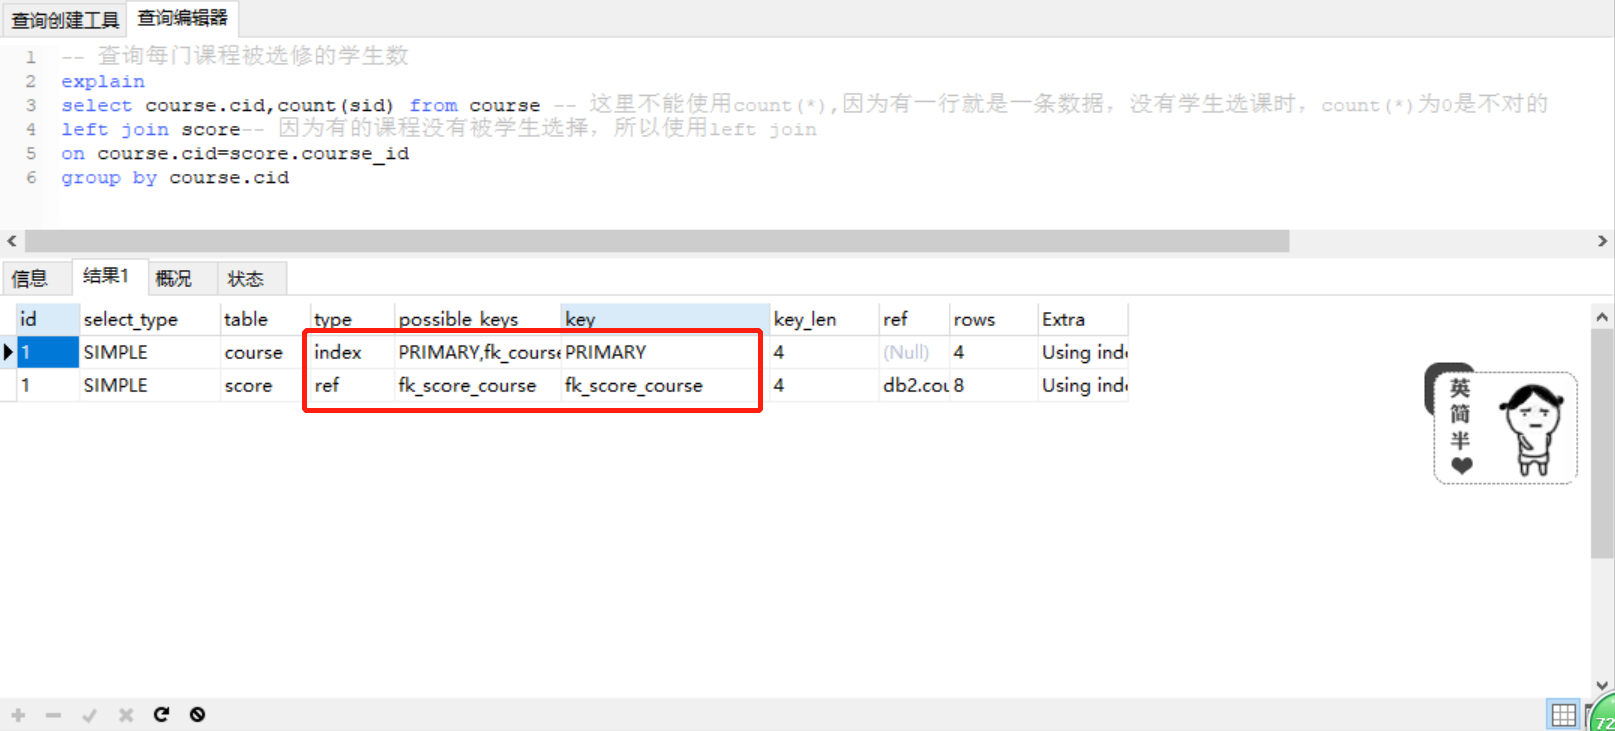 查询创建工具 查询编辑器
1 -- 查询每门课程被选修的学生数
2 explain
3 select course.cid,count(sid) from course -- 这里不能使用count(*),因为有一行就是一条数据，没有学生选课时，count(*)为0是不对的
4 left join score-- 因为有的课程没有被学生选择，所以使用left join
5 on course.cid=score.course_id
6 group by course.cid
信息 结果1 概况 状态
id select_type table type possible_keys key key_len ref rows Extra
1 SIMPLE course index PRIMARY,fk_course PRIMARY 4 (Null) 4 Using inde
1 SIMPLE score ref fk_score_course fk_score_course 4 db2.cou 8 Using inde
英
简
半
72